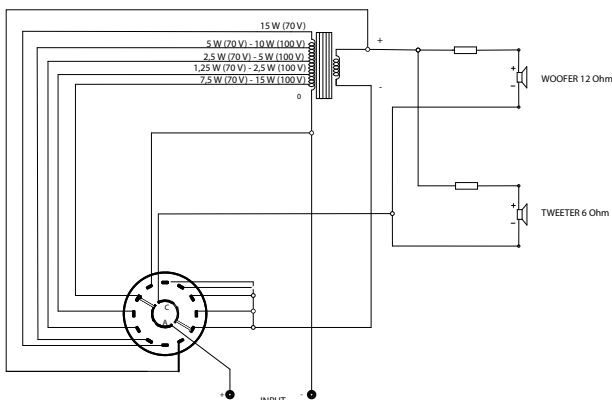 15 W (70 V)
5 W (70 V) - 10 W (100 V)
2,5 W (70 V) - 5 W (100 V)
1,25 W (70 V) - 2,5 W (100 V)
7,5 W (70 V) - 15 W (100 V)
0
+
-
+
-
WOOFER 12 Ohm
+
-
TWEETER 6 Ohm
C
A
+
INPUT
-